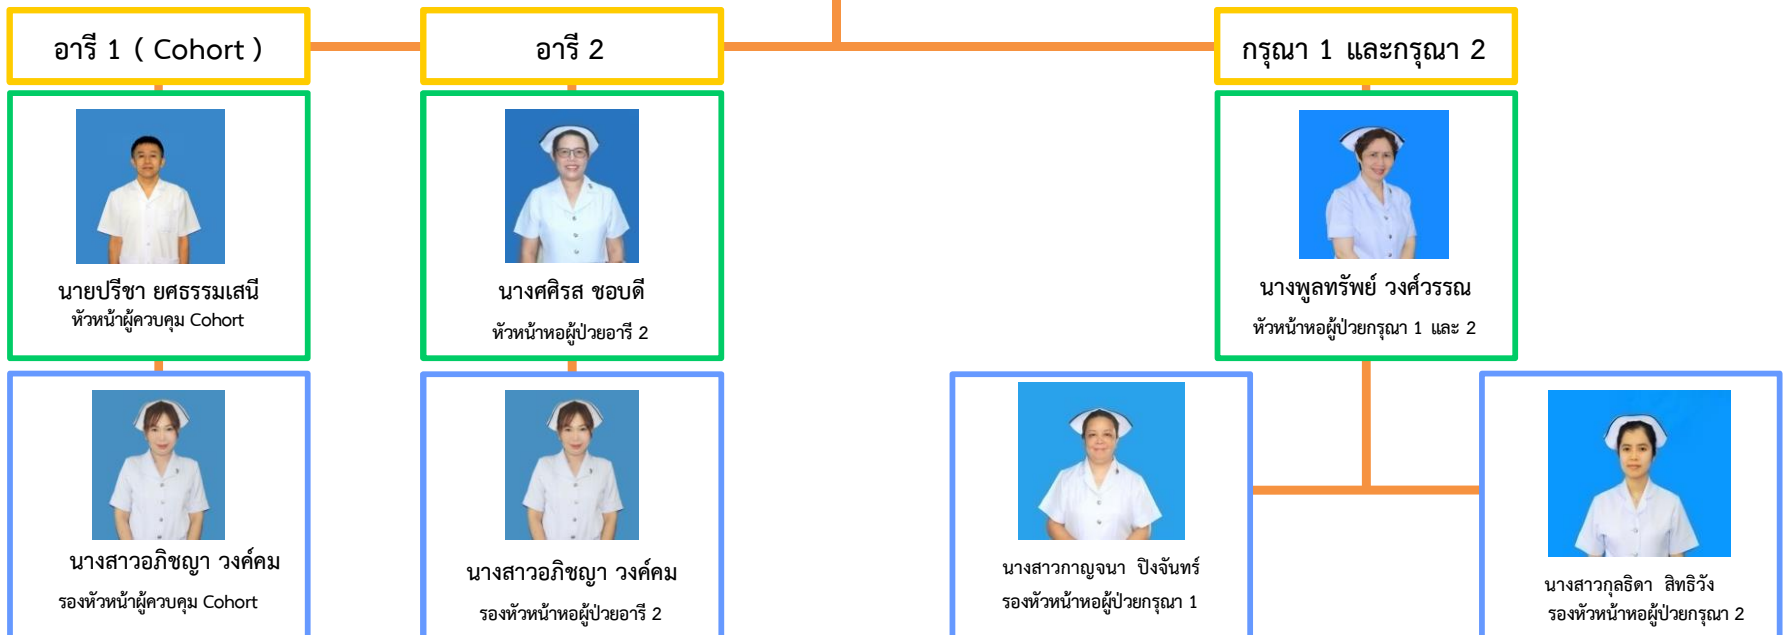 อารี 1 ( Cohort )
อารี 2
กรุณา 1 และกรุณา 2
นายปรีชา ยศธรรมเสนี
หัวหน้าผู้ควบคุม Cohort
นางศศิรส ชอบดี
หัวหน้าหอผู้ป่วยอารี 2
นางพูลทรัพย์ วงศ์วรรณ
หัวหน้าหอผู้ป่วยกรุณา 1 และ 2
นางสาวอภิชญา วงค์คม
รองหัวหน้าผู้ควบคุม Cohort
นางสาวอภิชญา วงค์คม
รองหัวหน้าหอผู้ป่วยอารี 2
นางสาวกาญจนา ปิงจันทร์
รองหัวหน้าหอผู้ป่วยกรุณา 1
นางสาวกุลธิดา สิทธิวัง
รองหัวหน้าหอผู้ป่วยกรุณา 2